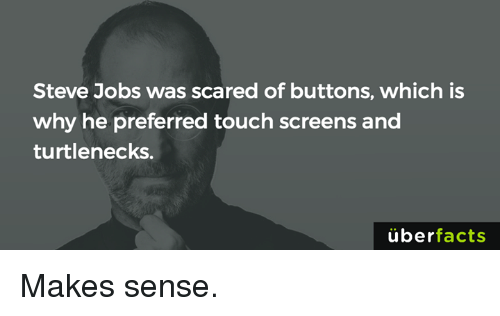 Steve Jobs was scared of buttons, which is
why he preferred touch screens and
turtlenecks.
überfacts
Makes sense.